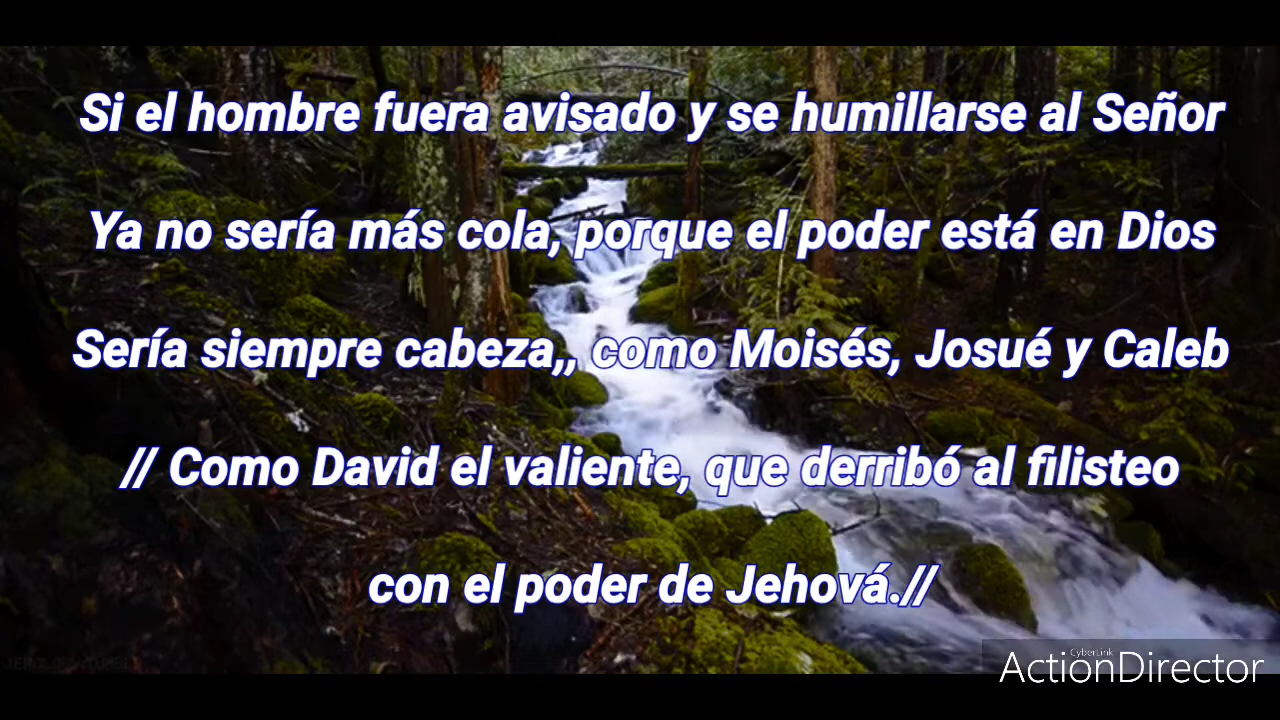 Si el hombre fuera avisado y se humillarse al Señor
Ya no sería más cola, porque el poder está en Dios
Sería siempre cabeza,, como Moisés, Josué y Caleb
// Como David el valiente, que derribó al filisteo
con el poder de Jehová.//
CyberLink
ActionDirector